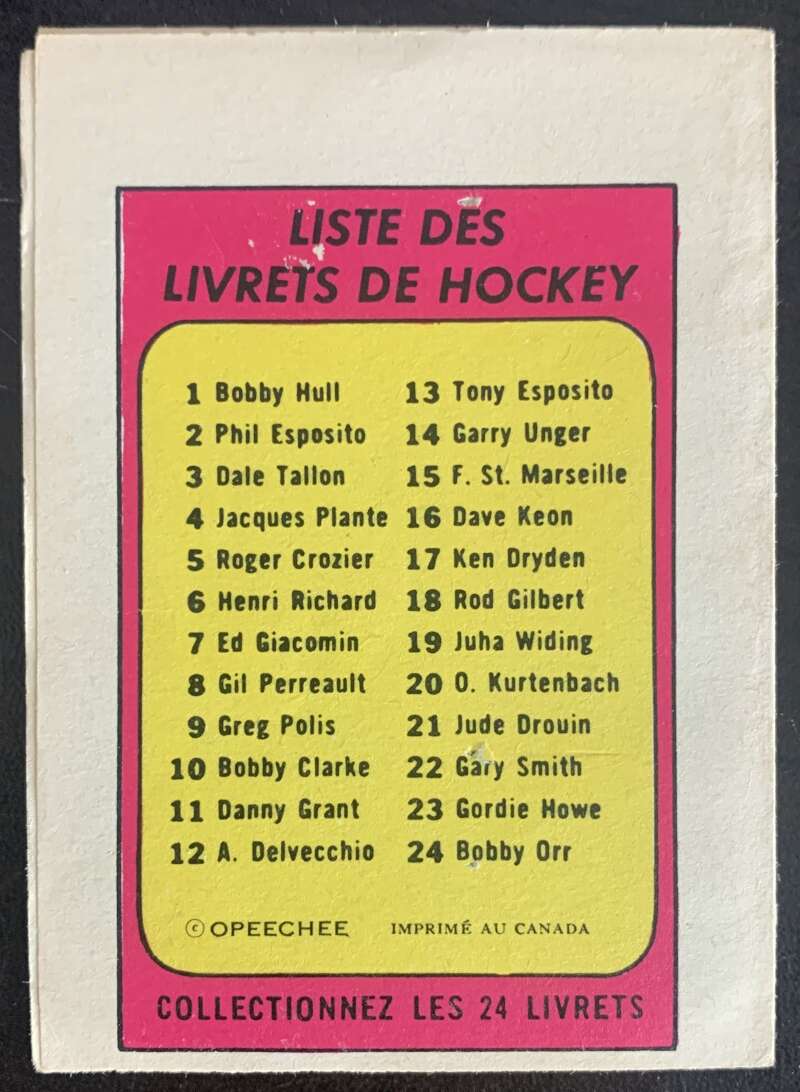 LISTE DES
LIVRETS DE HOCKEY
1 Bobby Hull
2 Phil Esposito
3 Dale Tallon
4 Jacques Plante
5 Roger Crozier
6 Henri Richard
7 Ed Giacomin
8 Gil Perreault
9 Greg Polis
10 Bobby Clarke
11 Danny Grant
12 A. Delvecchio
13 Tony Esposito
14 Garry Unger
15 F. St. Marseille
16 Dave Keon
17 Ken Dryden
18 Rod Gilbert
19 Juha Widing
20 O. Kurtenbach
21 Jude Drouin
22 Gary Smith
23 Gordie Howe
24 Bobby Orr
© OPEECHEE IMPRIMÉ AU CANADA
COLLECTIONNEZ LES 24 LIVRETS